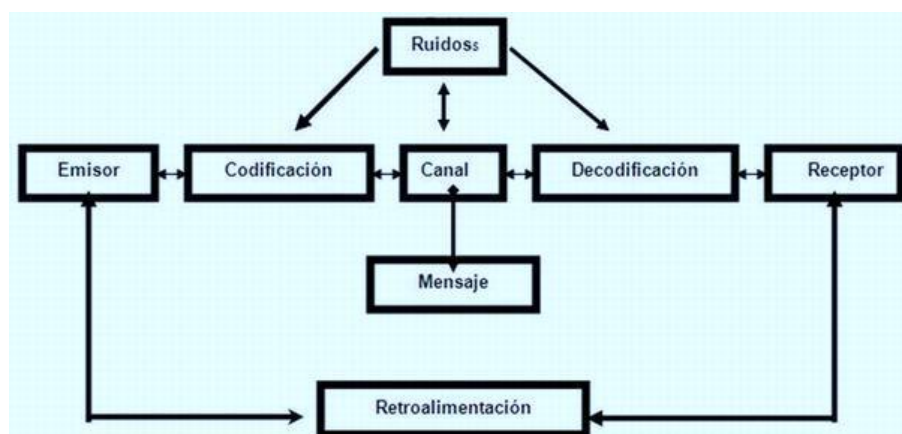 Ruidoss
Emisor
Codificación
Canal
Decodificación
Receptor
Mensaje
Retroalimentación